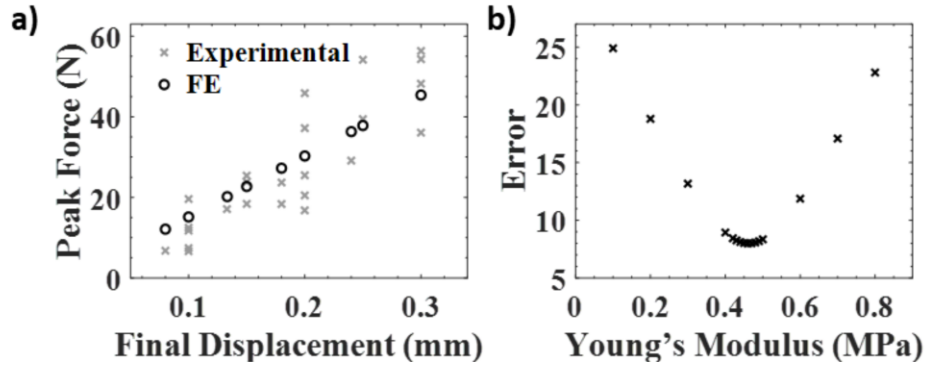 a)
Peak Force (N)
60
40
20
0
Experimental
FE
0.1 0.2 0.3
Final Displacement (mm)
b)
Error
25
20
15
10
5
0 0.2 0.4 0.6 0.8
Young's Modulus (MPa)